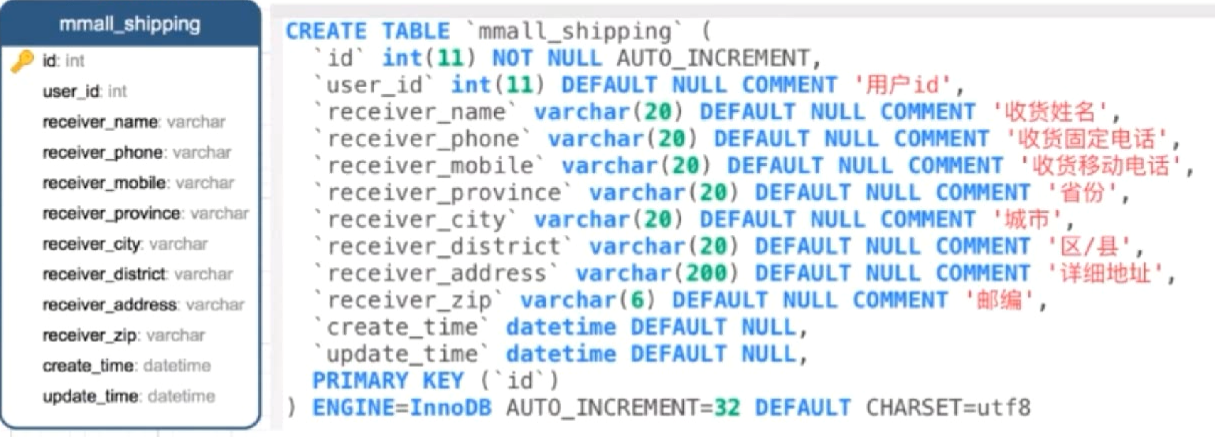 mmall_shipping
id: int
user_id: int
receiver_name: varchar
receiver_phone: varchar
receiver_mobile: varchar
receiver_province: varchar
receiver_city: varchar
receiver_district: varchar
receiver_address: varchar
receiver_zip: varchar
create_time: datetime
update_time: datetime
CREATE TABLE `mmall_shipping` (
  `id` int(11) NOT NULL AUTO_INCREMENT,
  `user_id` int(11) DEFAULT NULL COMMENT '用户id',
  `receiver_name` varchar(20) DEFAULT NULL COMMENT '收货姓名',
  `receiver_phone` varchar(20) DEFAULT NULL COMMENT '收货固定电话',
  `receiver_mobile` varchar(20) DEFAULT NULL COMMENT '收货移动电话',
  `receiver_province` varchar(20) DEFAULT NULL COMMENT '省份',
  `receiver_city` varchar(20) DEFAULT NULL COMMENT '城市',
  `receiver_district` varchar(20) DEFAULT NULL COMMENT '区/县',
  `receiver_address` varchar(200) DEFAULT NULL COMMENT '详细地址',
  `receiver_zip` varchar(6) DEFAULT NULL COMMENT '邮编',
  `create_time` datetime DEFAULT NULL,
  `update_time` datetime DEFAULT NULL,
  PRIMARY KEY (`id`)
) ENGINE=InnoDB AUTO_INCREMENT=32 DEFAULT CHARSET=utf8